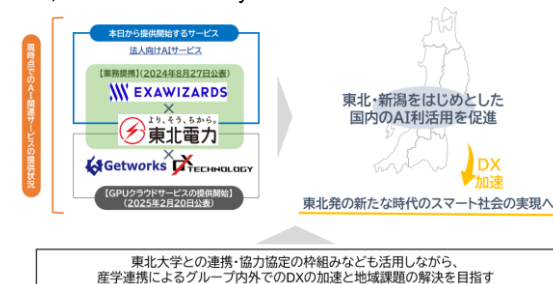 現時点でのAI関連サービスの提供状況
本日から提供開始するサービス
法人向けAIサービス
【業務提携】(2024年8月27日公表)
EXAWIZARDS
×
より、そう、ちから。
東北電力
×
Getworks DX TECHNOLOGY
【GPUクラウドサービスの提供開始】
(2025年2月20日公表)
東北・新潟をはじめとした
国内のAI利活用を促進
DX
加速
東北発の新たな時代のスマート社会の実現へ
東北大学との連携・協力協定の枠組みなども活用しながら、
産学連携によるグループ内外でのDXの加速と地域課題の解決を目指す